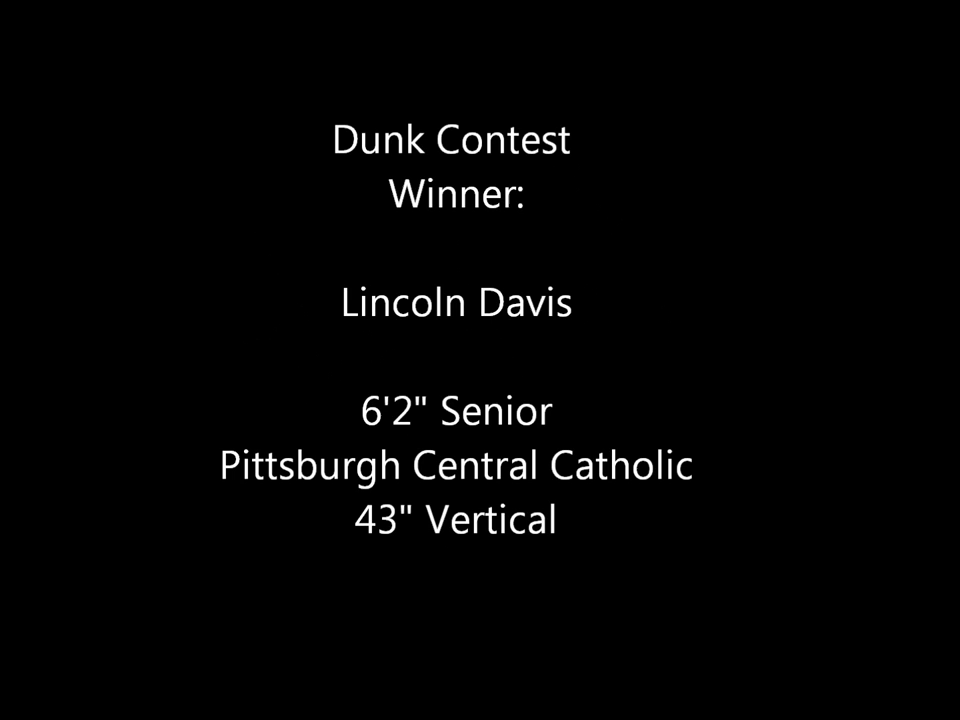 Dunk Contest
Winner:
Lincoln Davis
6'2" Senior
Pittsburgh Central Catholic
43" Vertical